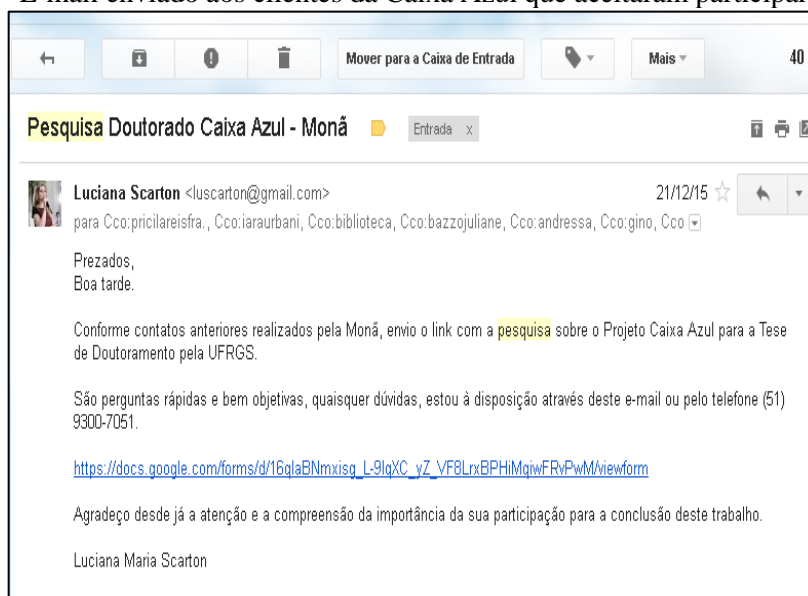 E-mail enviado aos clientes da Caixa Azul que aceitaram participar
Mover para a Caixa de Entrada
Mais
40
Pesquisa Doutorado Caixa Azul - Monã
Entrada x
Luciana Scarton <luscarton@gmail.com>
21/12/15
para Cco:pricilareisfra., Cco:iaraurbani, Cco:biblioteca, Cco:bazzojuliane, Cco:andressa, Cco:gino, Cco
Prezados,
Boa tarde.
Conforme contatos anteriores realizados pela Monã, envio o link com a pesquisa sobre o Projeto Caixa Azul para a Tese
de Doutoramento pela UFRGS.
São perguntas rápidas e bem objetivas, quaisquer dúvidas, estou à disposição através deste e-mail ou pelo telefone (51)
9300-7051.
https://docs.google.com/forms/d/16qlaBNmxisg_L-9IqXC_yZ_VF8LrxBPHiMqiwFRvPwM/viewform
Agradeço desde já a atenção e a compreensão da importância da sua participação para a conclusão deste trabalho.
Luciana Maria Scarton